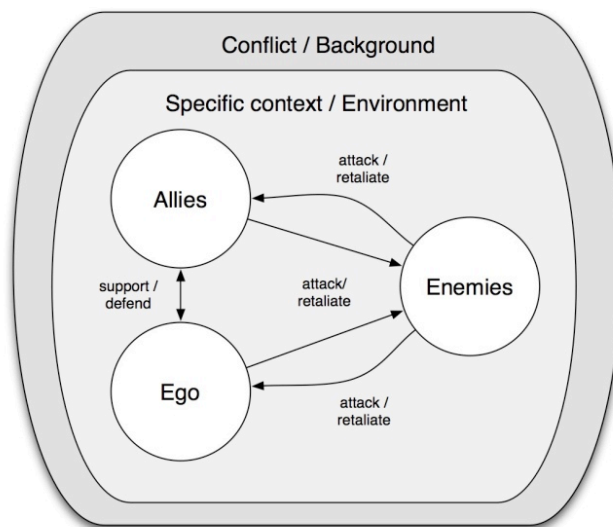 Conflict / Background
Specific context / Environment
attack /
retaliate
Allies
support /
defend
attack/
retaliate
Enemies
Ego
attack /
retaliate